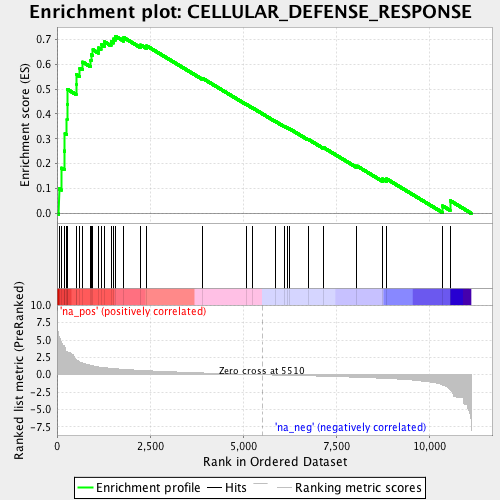 Enrichment plot: CELLULAR_DEFENSE_RESPONSE
Enrichment score (ES)
0.7
0.6
0.5
0.4
0.3
0.2
0.1
0.0
'na_pos' (positively correlated)
Ranked list metric (PreRanked)
10.0
7.5
5.0
2.5
0.0
-2.5
-5.0
-7.5
Zero cross at 5510
'na_neg' (negatively correlated)
0
2,500
5,000
7,500
10,000
Rank in Ordered Dataset
Enrichment profile
Hits
Ranking metric scores